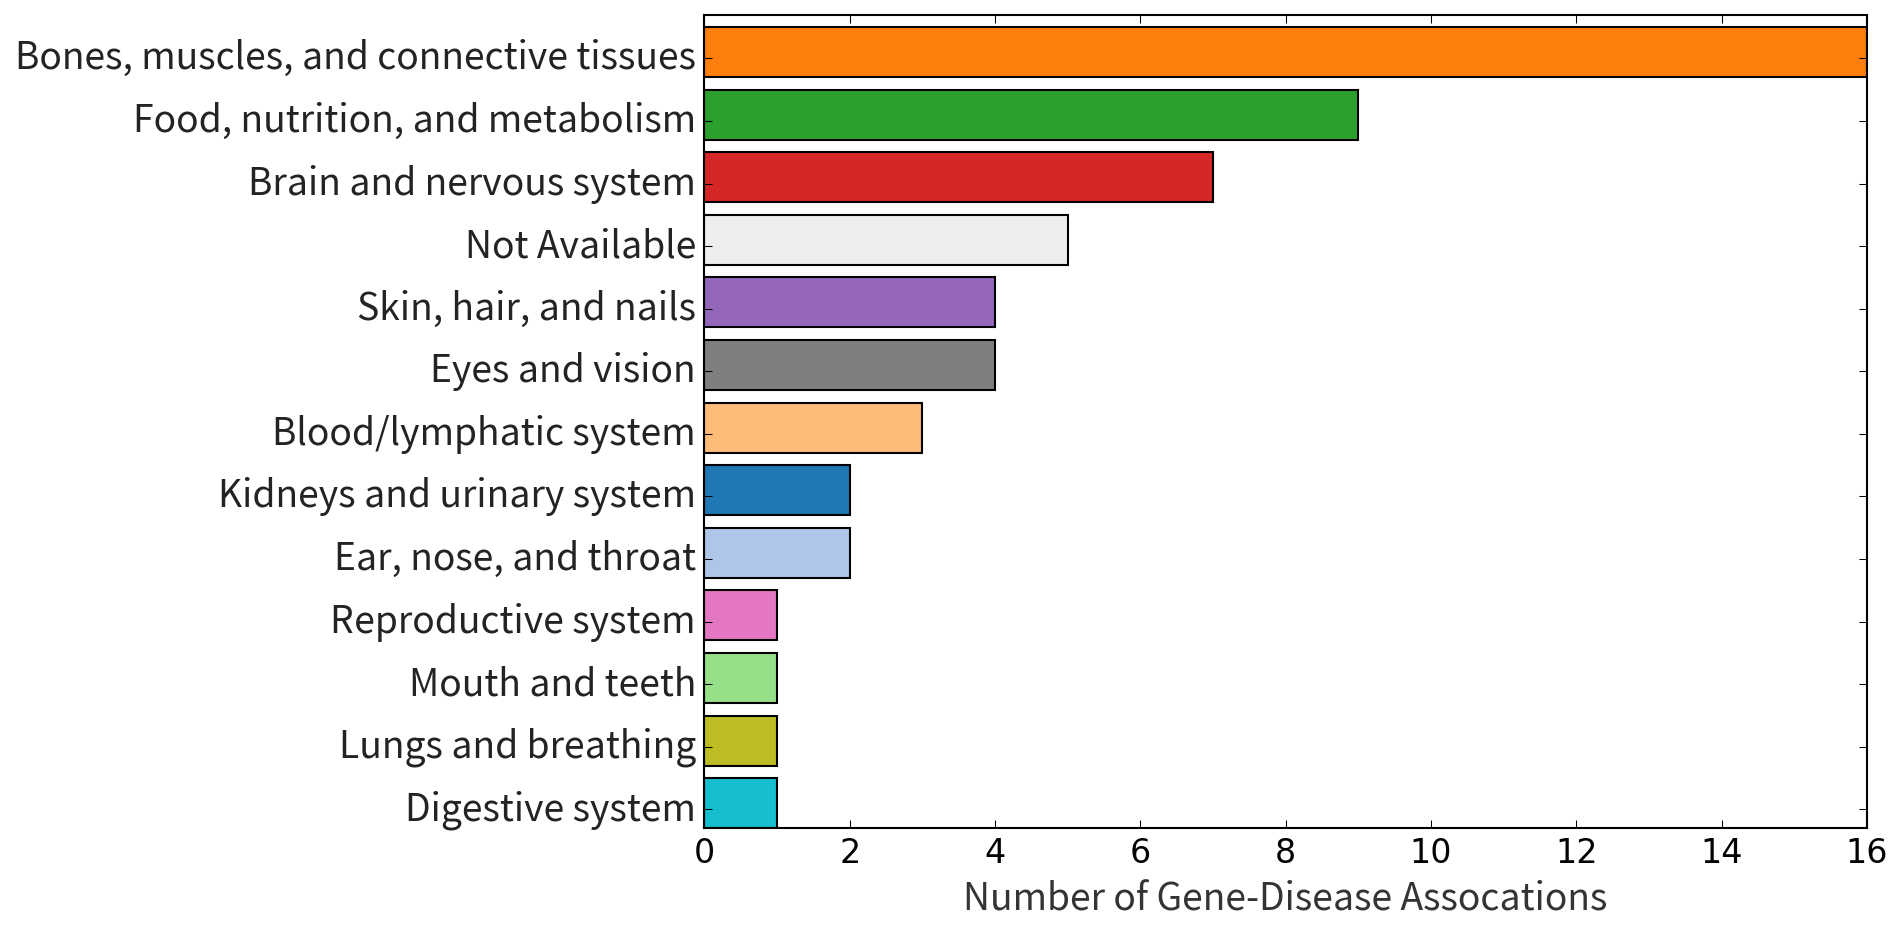 Bones, muscles, and connective tissues
Food, nutrition, and metabolism
Brain and nervous system
Not Available
Skin, hair, and nails
Eyes and vision
Blood/lymphatic system
Kidneys and urinary system
Ear, nose, and throat
Reproductive system
Mouth and teeth
Lungs and breathing
Digestive system
0 2 4 6 8 10 12 14 16
Number of Gene-Disease Assocations